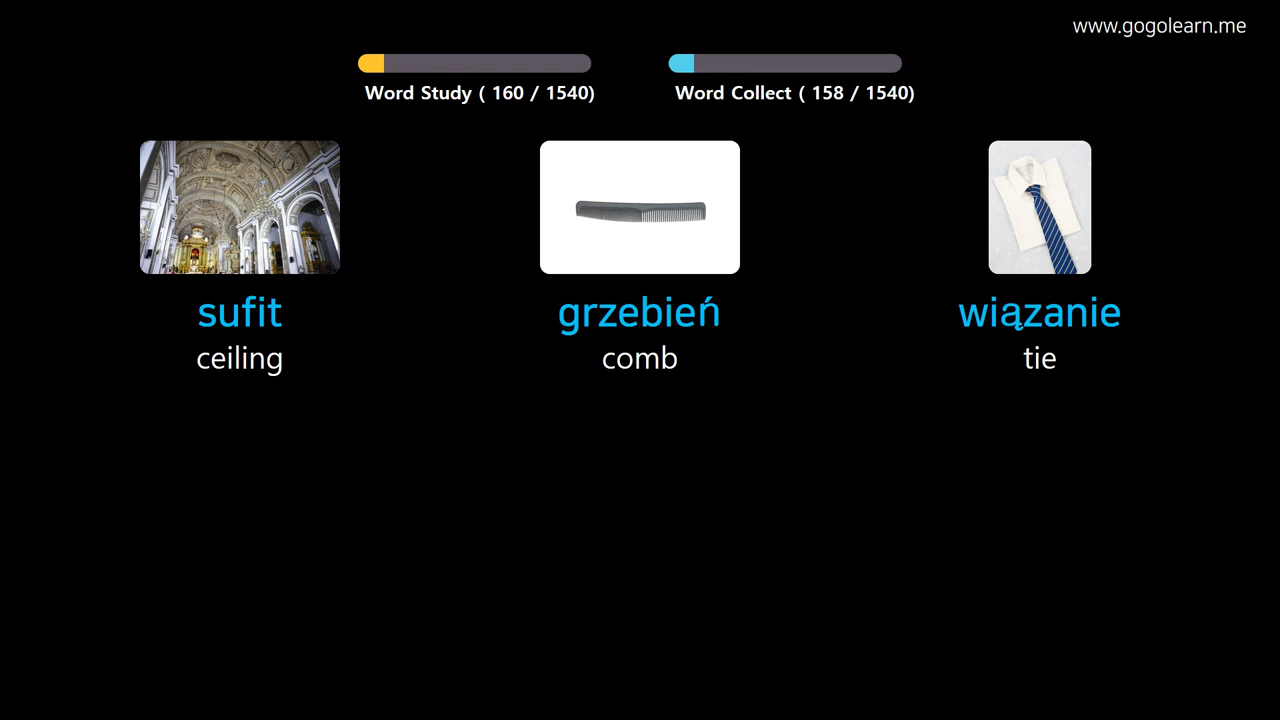 www.gogolearn.me
Word Study ( 160 / 1540)
Word Collect ( 158 / 1540)
sufit
ceiling
grzebień
comb
wiązanie
tie